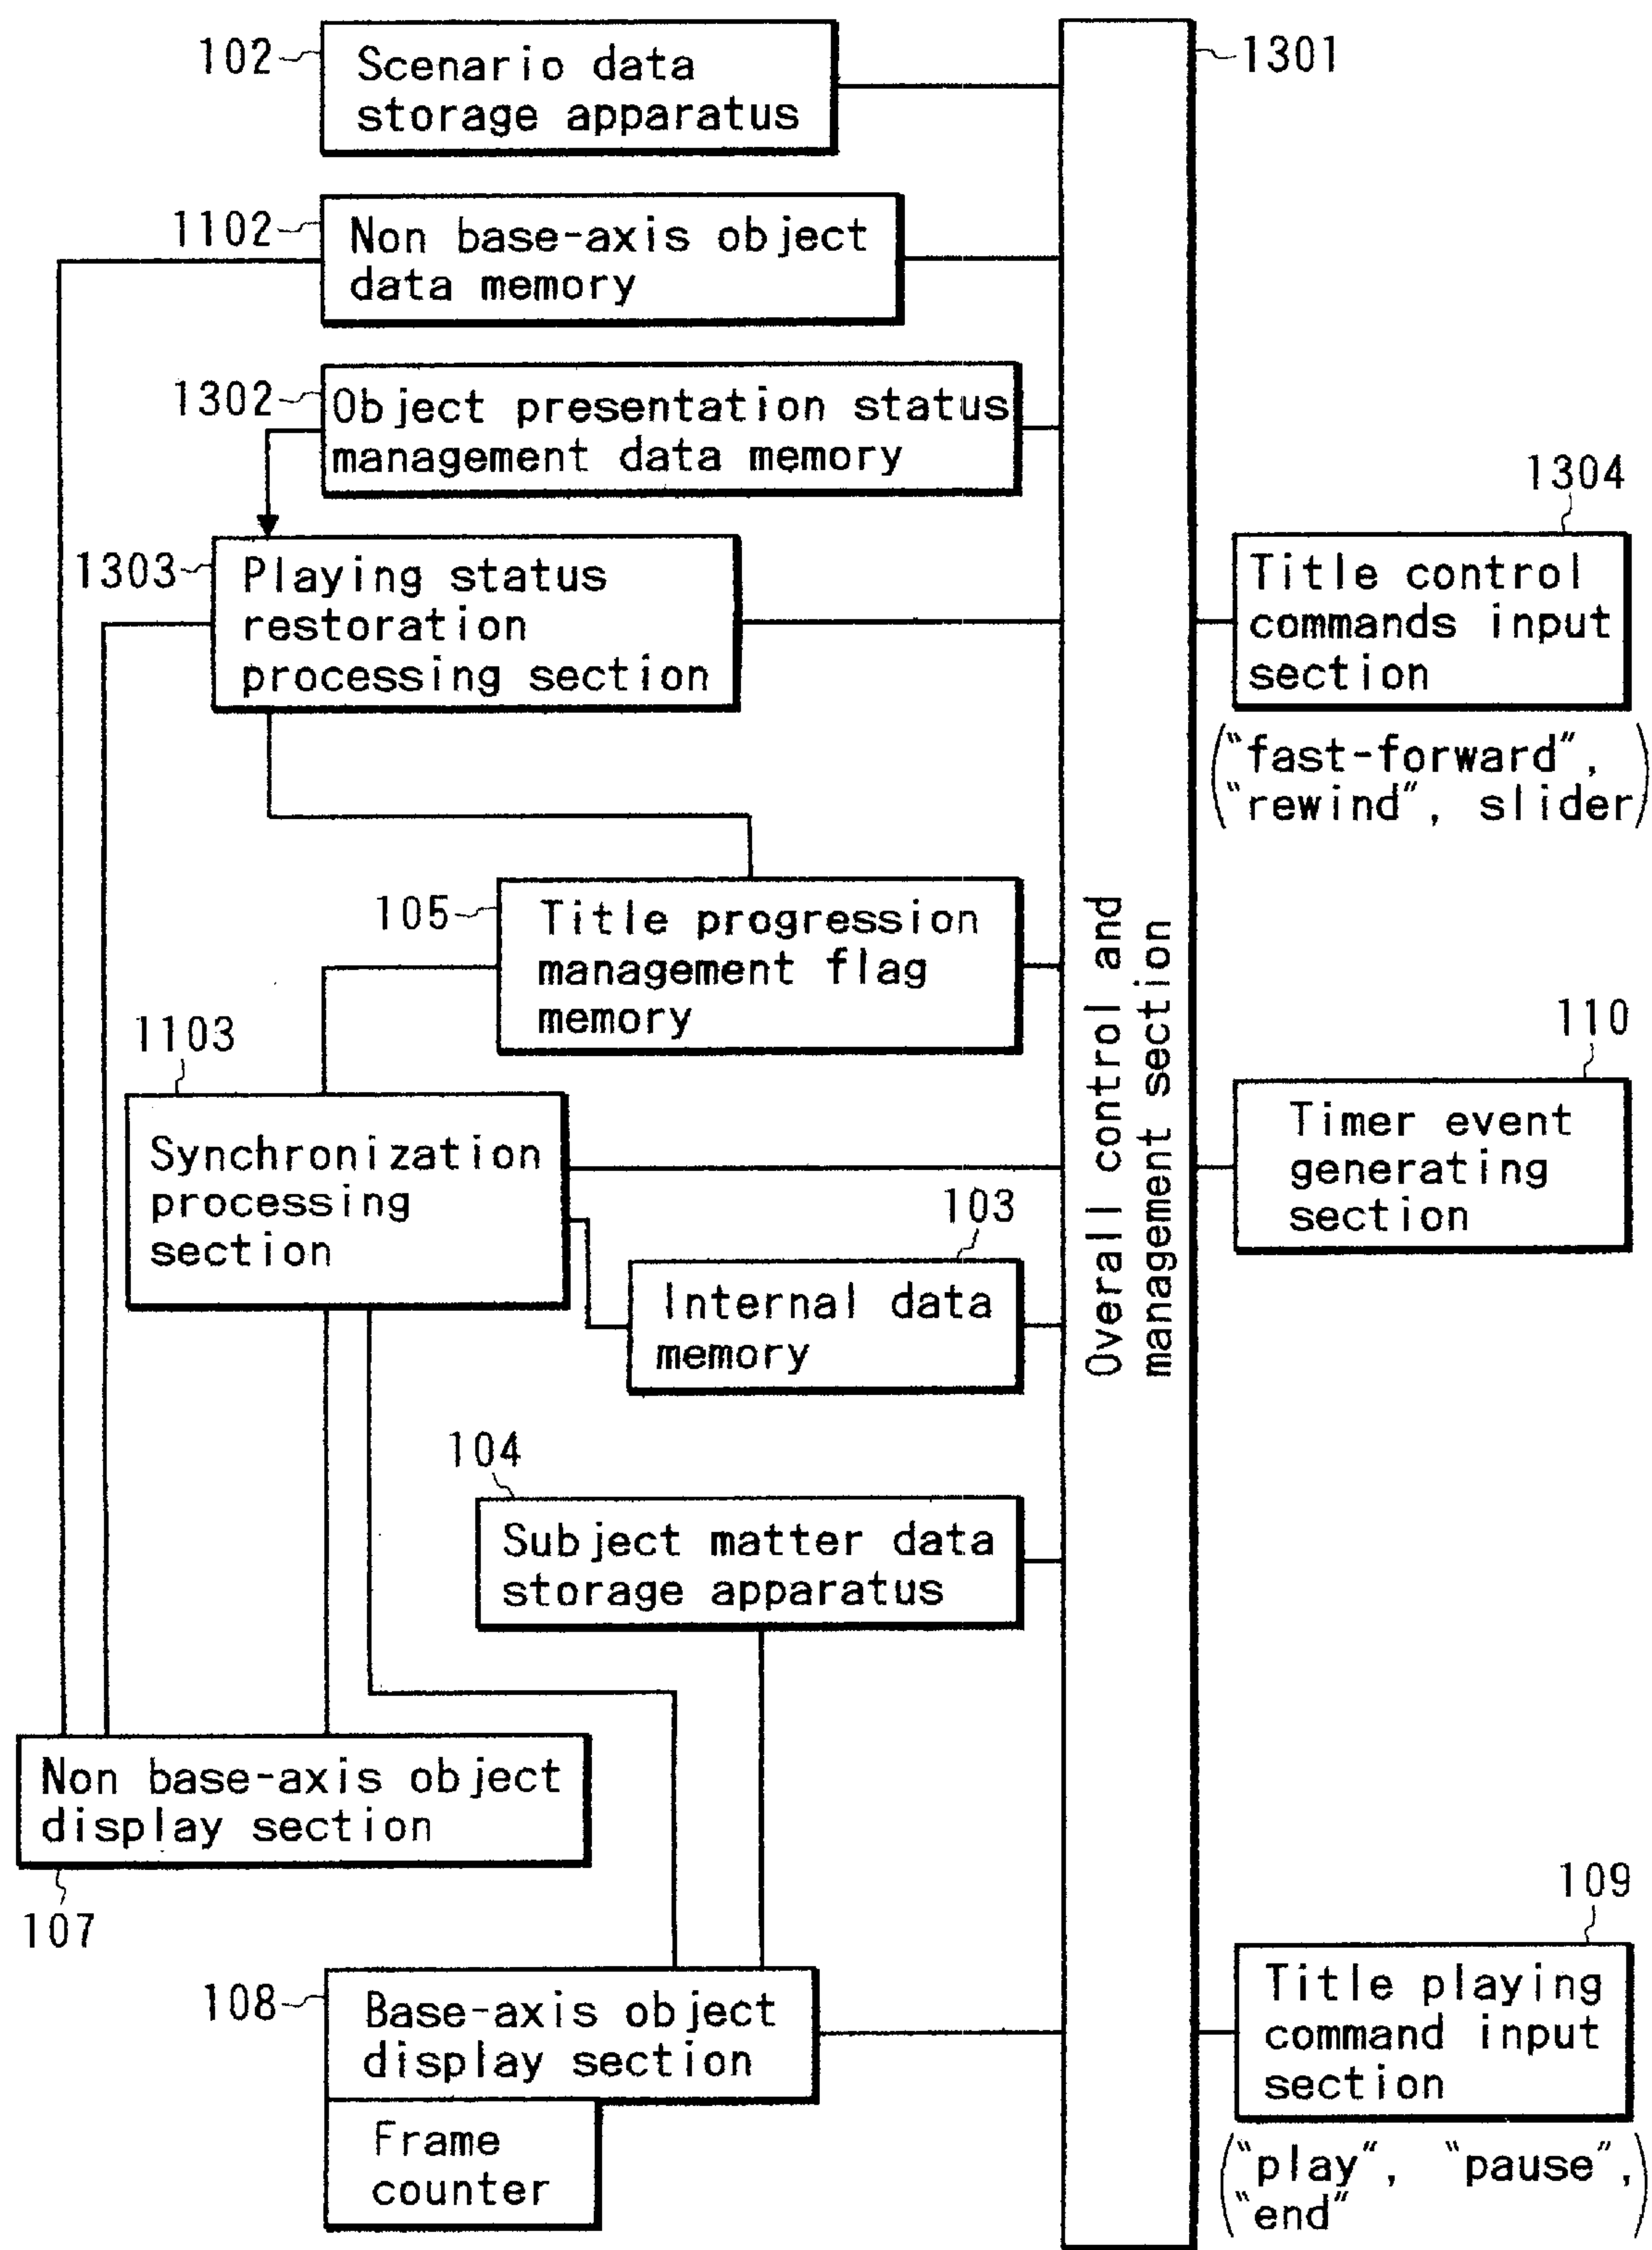 102
Scenario data
storage apparatus
1301
1102
Non base-axis object
data memory
1302
Object presentation status
management data memory
1303
Playing status
restoration
processing section
1304
Title control
commands input
section
("fast-forward",
"rewind", slider)
105
Title progression
management flag
memory
Overall control and
management section
1103
Synchronization
processing
section
110
Timer event
generating
section
103
Internal data
memory
104
Subject matter data
storage apparatus
Non base-axis object
display section
107
108
Base-axis object
display section
Frame
counter
109
Title playing
command input
section
("play", "pause",
"end")